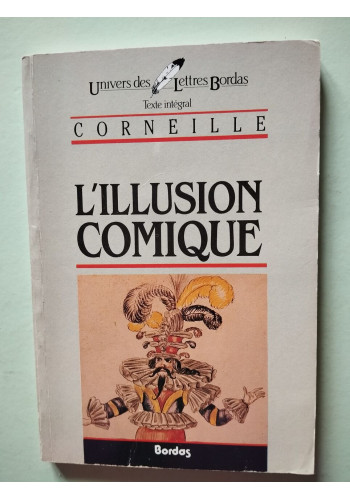 Univers des Lettres Bordas
Texte intégral
CORNEILLE
L'ILLUSION
COMIQUE
Bordas